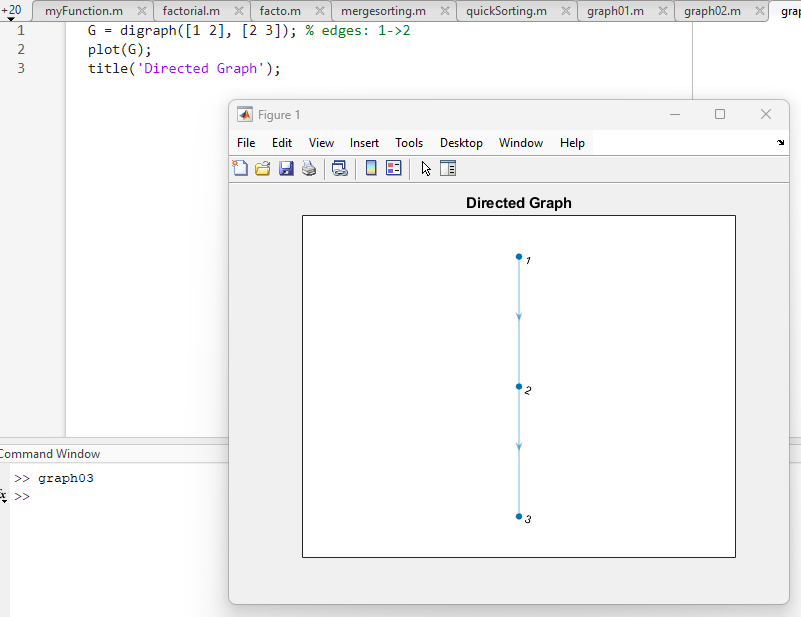 +20 myFunction.m factorial.m facto.m mergesorting.m quickSorting.m graph01.m graph02.m
1 G = digraph([1 2], [2 3]); % edges: 1->2
2 plot(G);
3 title('Directed Graph');
Figure 1
File Edit View Insert Tools Desktop Window Help
Directed Graph
1
2
3
Command Window
>> graph03
fx >>